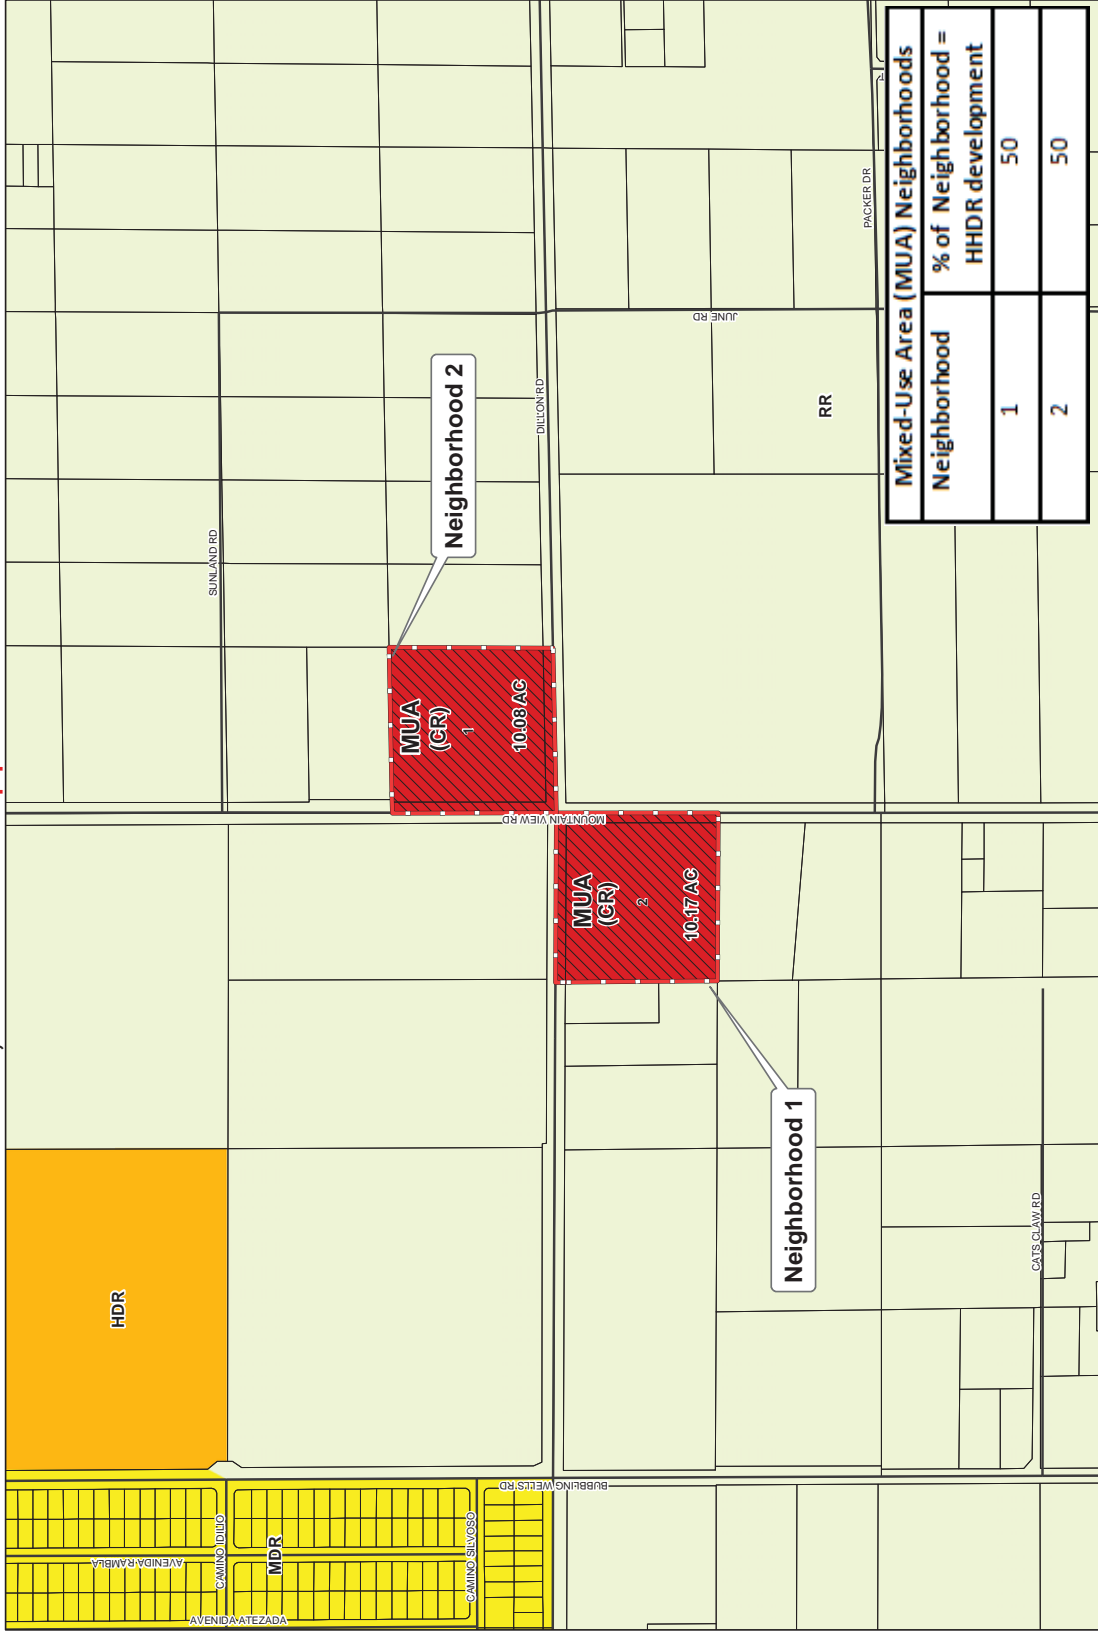 SUNLAND RD
Neighborhood 2
DILLON RD
JUNE RD
PACKER DR
RR
MUA
(CR)
1
10.08 AC
MOUNTAIN VIEW RD
MUA
(CR)
2
10.17 AC
Neighborhood 1
HDR
CATS CLAW RD
BUBBLING WELLS RD
CAMINO IDILIO
AVENIDA RAMBLA
MDR
CAMINO SILVOSO
AVENIDA ATEZADA
Mixed-Use Area (MUA) Neighborhoods
Neighborhood % of Neighborhood =
HHDR development
1 50
2 50